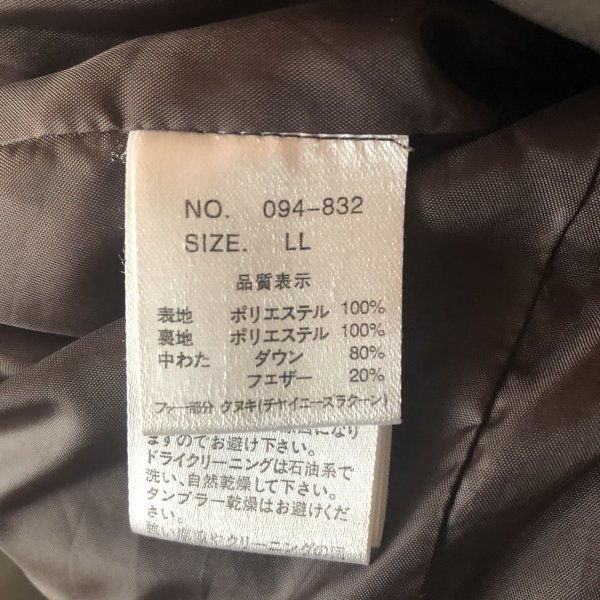 NO. 094-832
SIZE. LL
品質表示
表地 ポリエステル 100%
裏地 ポリエステル 100%
中わた ダウン 80%
フェザー 20%
ファー部分 タヌキ(チヤイニーズラクーン)
ますのでお避け下さい。
ドライクリーニングは石油系で
洗い、自然乾燥して下さい。
タンブラー乾燥はお避けくだ
さい。